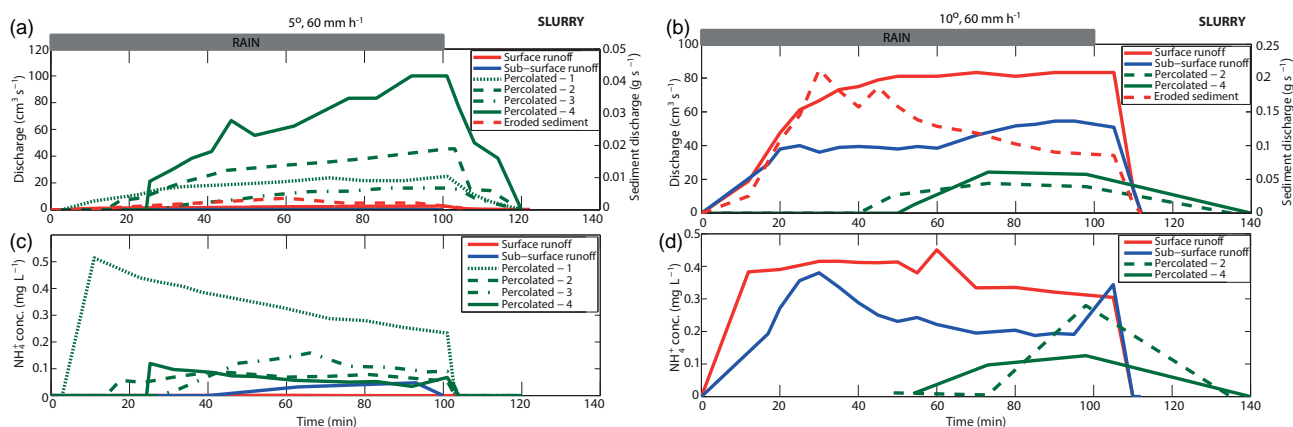 (a)
5°, 60 mm h⁻¹
SLURRY
RAIN
120
100
80
60
40
20
0
Discharge (cm³ s⁻¹)
0.05
0.04
0.03
0.02
0.01
0
Sediment discharge (g s⁻¹)
Surface runoff
Sub−surface runoff
Percolated − 1
Percolated − 2
Percolated − 3
Percolated − 4
Eroded sediment
0 20 40 60 80 100 120 140
(b)
10°, 60 mm h⁻¹
SLURRY
RAIN
100
80
60
40
20
0
Discharge (cm³ s⁻¹)
0.25
0.2
0.15
0.1
0.05
0
Sediment discharge (g s⁻¹)
Surface runoff
Sub−surface runoff
Percolated − 2
Percolated − 4
Eroded sediment
0 20 40 60 80 100 120 140
(c)
0.5
0.4
0.3
0.2
0.1
0
NH₄⁺ conc. (mg L⁻¹)
Surface runoff
Sub−surface runoff
Percolated − 1
Percolated − 2
Percolated − 3
Percolated − 4
0 20 40 60 80 100 120 140
Time (min)
(d)
0.5
0.4
0.3
0.2
0.1
0
NH₄⁺ conc. (mg L⁻¹)
Surface runoff
Sub−surface runoff
Percolated − 2
Percolated − 4
0 20 40 60 80 100 120 140
Time (min)